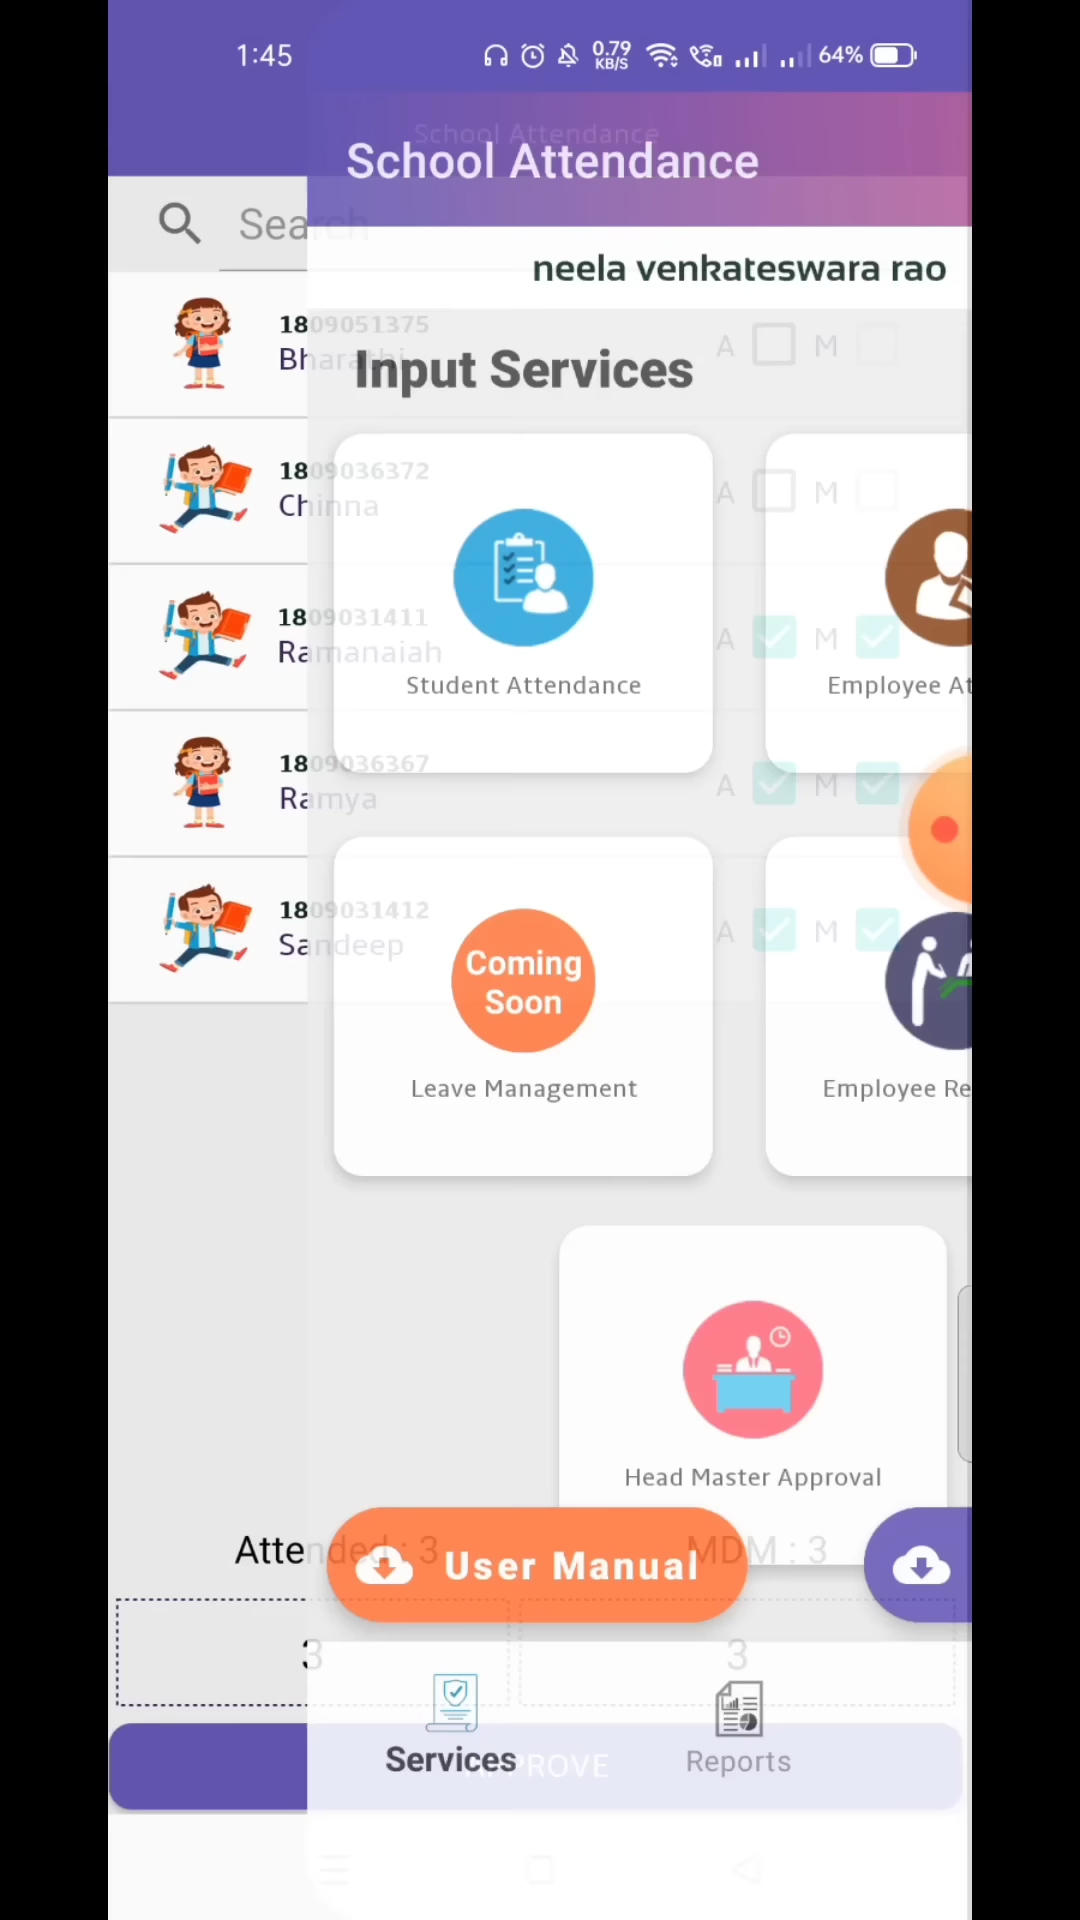 1:45
0.79
KB/S
64%
School Attendance
School Attendance
Search
neela venkateswara rao
1809051375
Bharathi
A M
Input Services
1809036372
Chinna
A M
1809031411
Ramanaiah
A M
Student Attendance
Employee At
1809036367
Ramya
A M
1809031412
Sandeep
A M
Coming
Soon
Leave Management
Employee Re
Head Master Approval
Attended : 3
MDM : 3
User Manual
3
3
Services
APPROVE
Reports